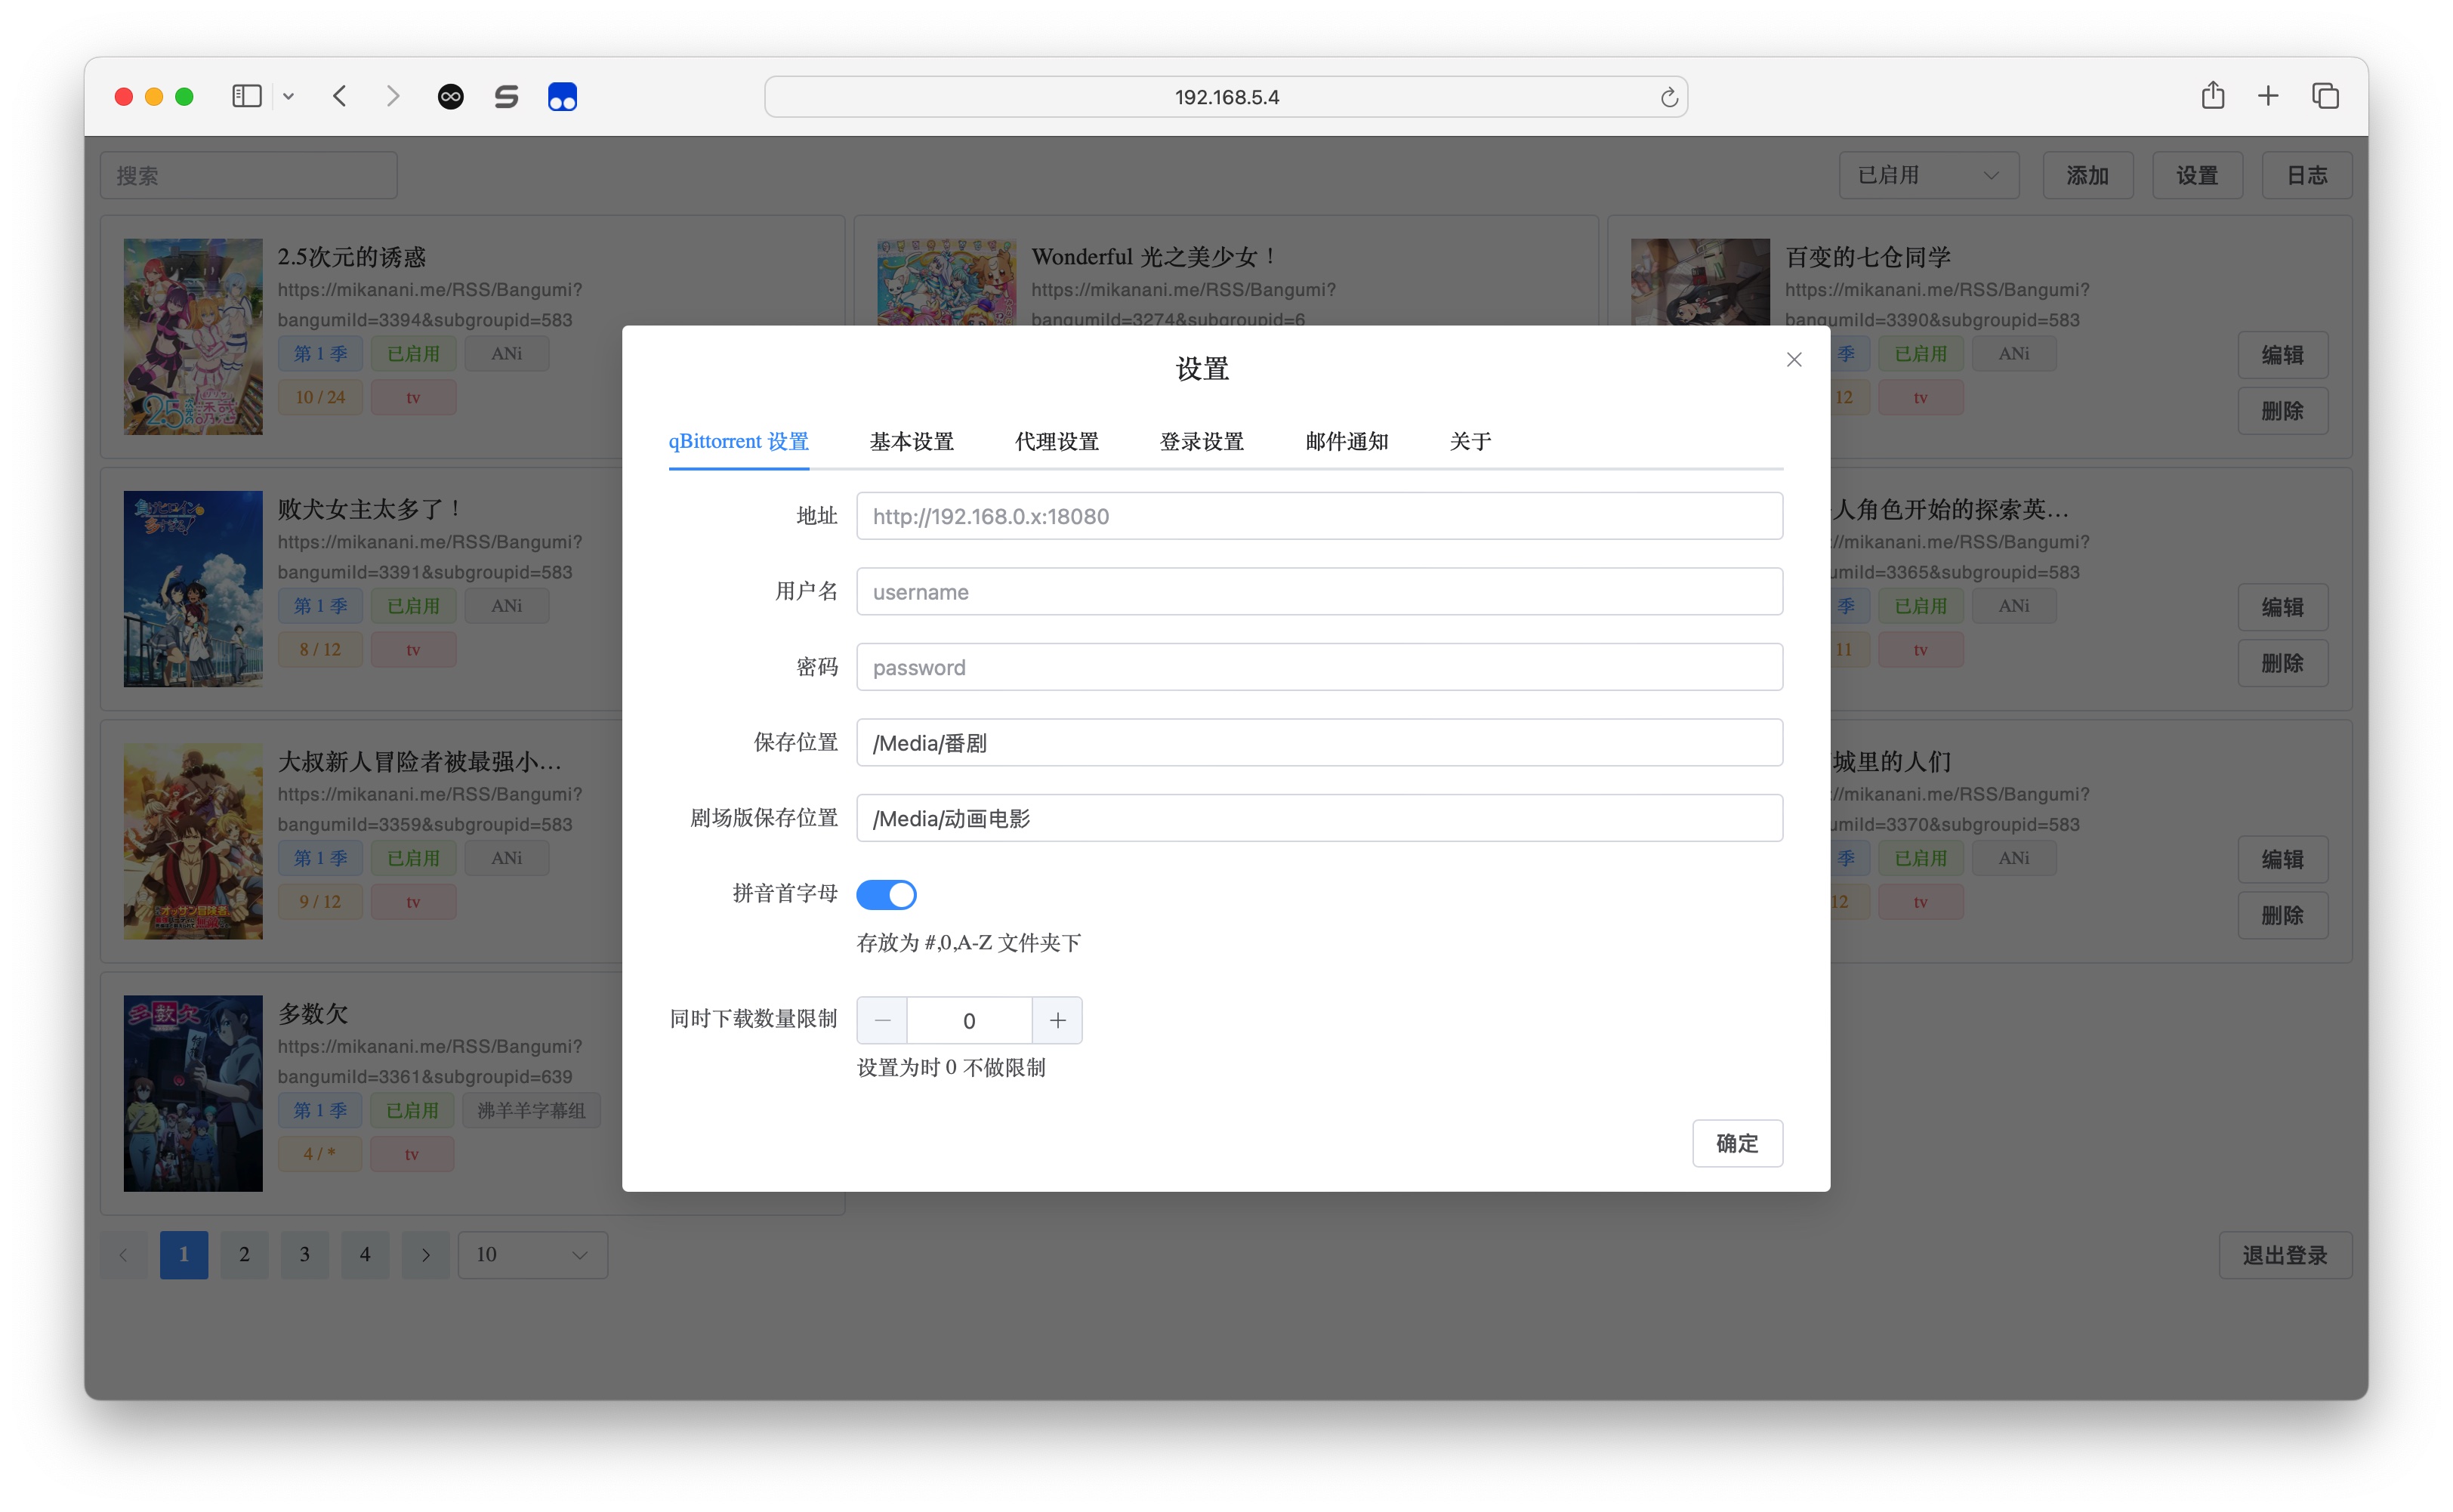 192.168.5.4
搜索
已启用
添加
设置
日志
2.5次元的诱惑
https://mikanani.me/RSS/Bangumi?
bangumiId=3394&subgroupid=583
第 1 季
已启用
ANi
10 / 24
tv
Wonderful 光之美少女！
https://mikanani.me/RSS/Bangumi?
bangumiId=3274&subgroupid=6
百变的七仓同学
https://mikanani.me/RSS/Bangumi?
bangumiId=3390&subgroupid=583
季
已启用
ANi
12
tv
编辑
删除
败犬女主太多了！
https://mikanani.me/RSS/Bangumi?
bangumiId=3391&subgroupid=583
第 1 季
已启用
ANi
8 / 12
tv
人角色开始的探索英...
//mikanani.me/RSS/Bangumi?
umiId=3365&subgroupid=583
季
已启用
ANi
11
tv
编辑
删除
大叔新人冒险者被最强小...
https://mikanani.me/RSS/Bangumi?
bangumiId=3359&subgroupid=583
第 1 季
已启用
ANi
9 / 12
tv
城里的人们
//mikanani.me/RSS/Bangumi?
umiId=3370&subgroupid=583
季
已启用
ANi
12
tv
编辑
删除
多数欠
https://mikanani.me/RSS/Bangumi?
bangumiId=3361&subgroupid=639
第 1 季
已启用
沸羊羊字幕组
4 / *
tv
设置
qBittorrent 设置
基本设置
代理设置
登录设置
邮件通知
关于
地址
http://192.168.0.x:18080
用户名
username
密码
password
保存位置
/Media/番剧
剧场版保存位置
/Media/动画电影
拼音首字母
存放为 #,0,A-Z 文件夹下
同时下载数量限制
0
设置为时 0 不做限制
确定
1
2
3
4
10
退出登录